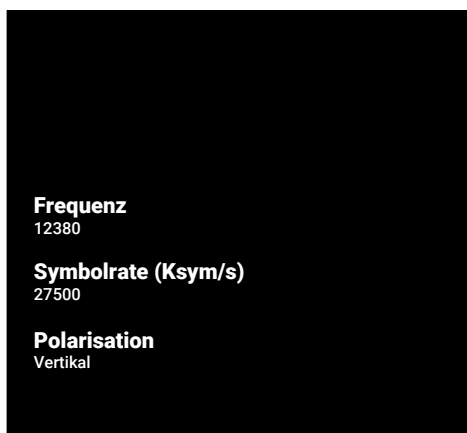 Frequenz
12380
Symbolrate (Ksym/s)
27500
Polarisation
Vertikal